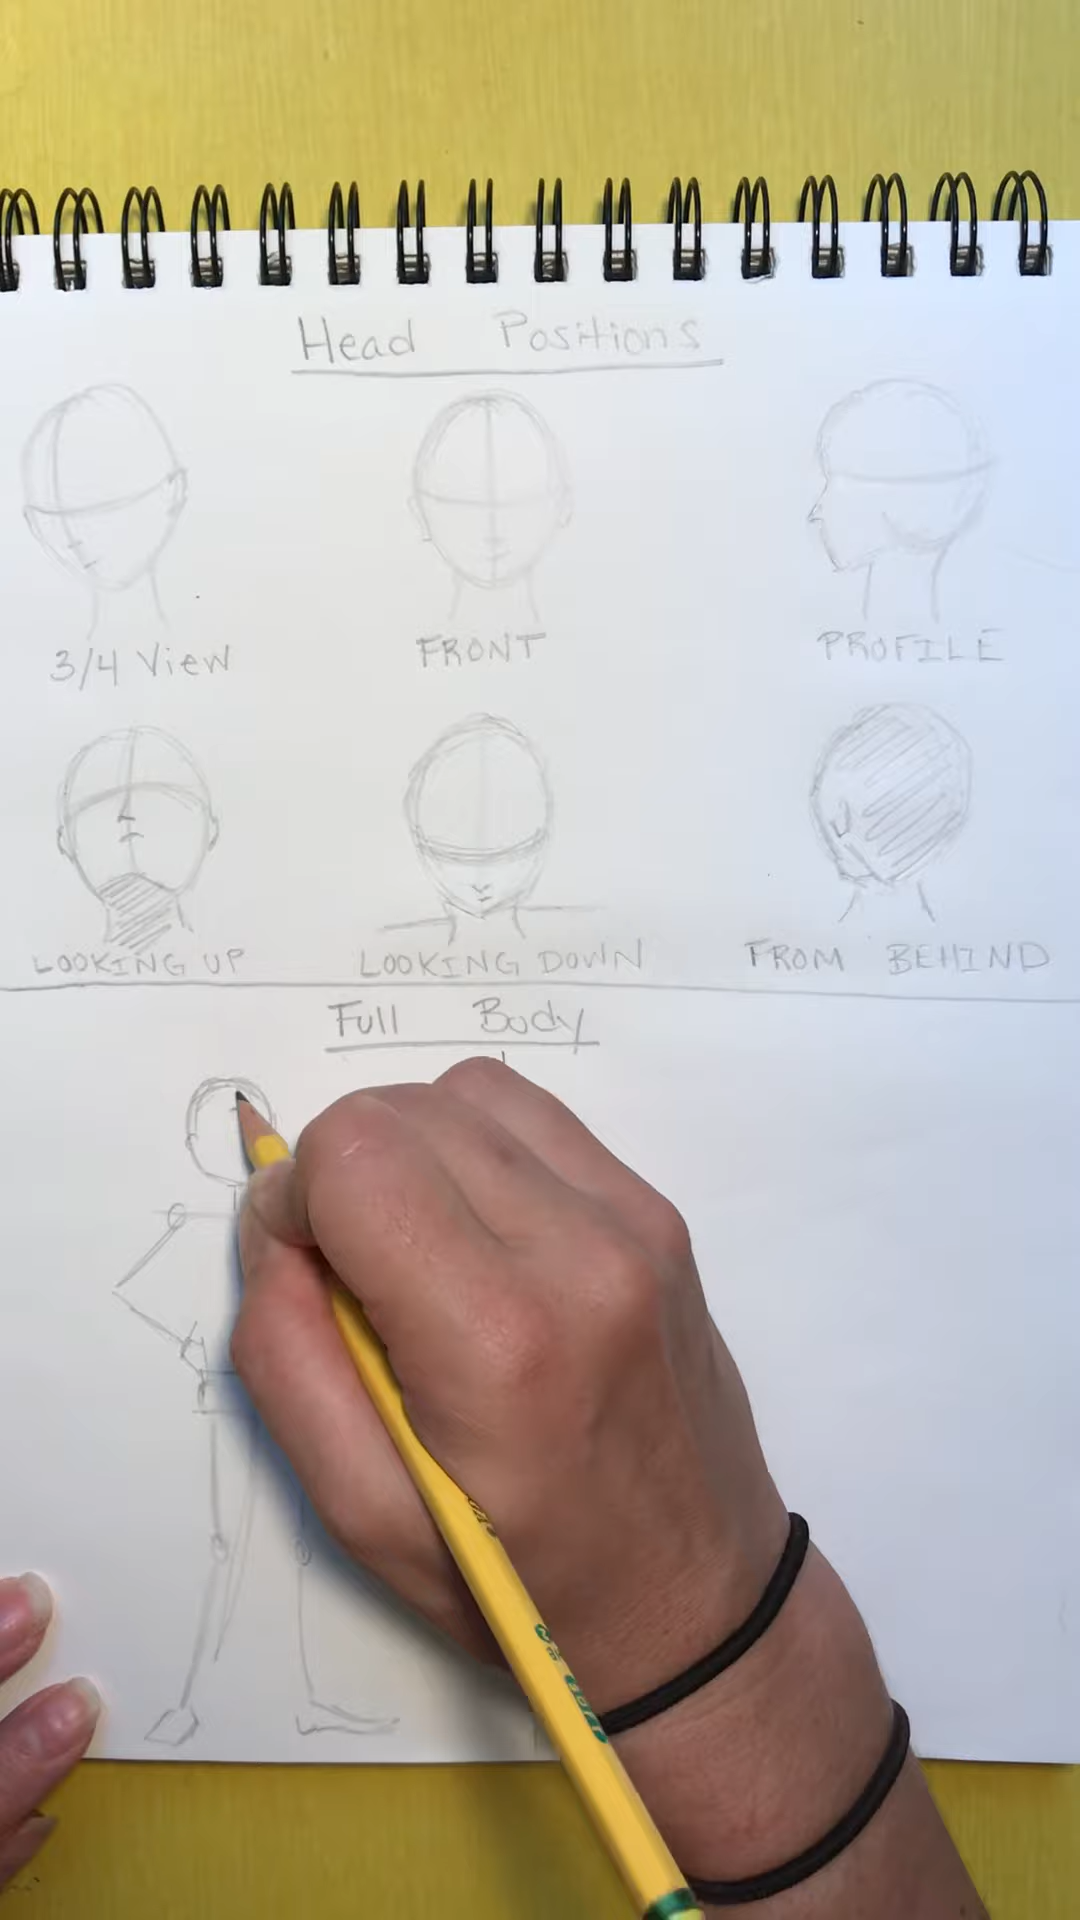 Head Positions
3/4 View
FRONT
PROFILE
LOOKING UP
LOOKING DOWN
FROM BEHIND
Full Body